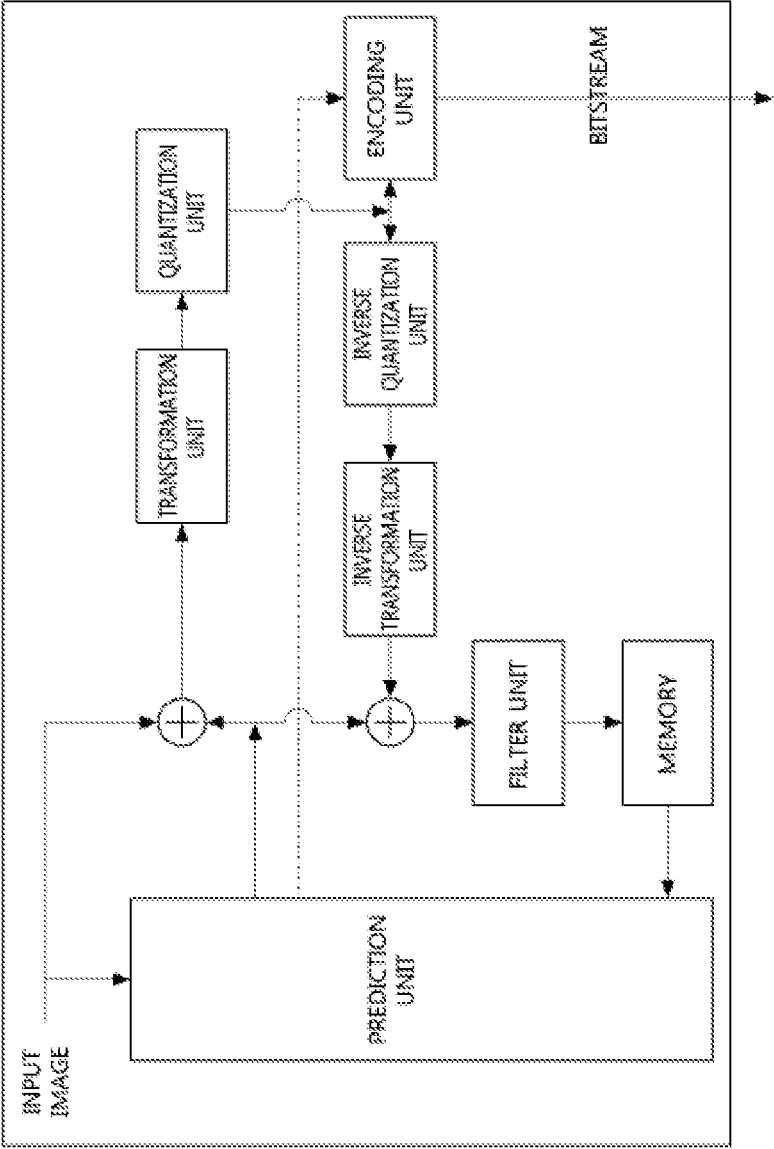 INPUT
IMAGE
TRANSFORMATION
UNIT
QUANTIZATION
UNIT
PREDICTION
UNIT
INVERSE
TRANSFORMATION
UNIT
INVERSE
QUANTIZATION
UNIT
ENCODING
UNIT
FILTER UNIT
MEMORY
BITSTREAM